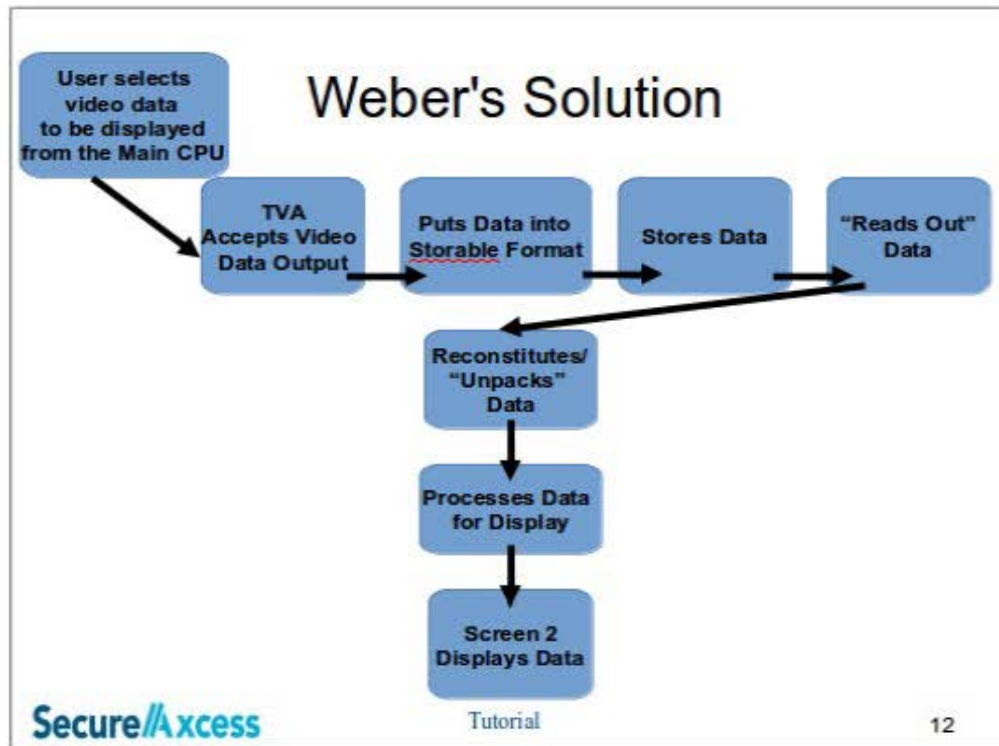 Weber's Solution
User selects
video data
to be displayed
from the Main CPU
TVA
Accepts Video
Data Output
Puts Data into
Storable Format
Stores Data
“Reads Out”
Data
Reconstitutes/
“Unpacks”
Data
Processes Data
for Display
Screen 2
Displays Data
Secure Axcess
Tutorial
12